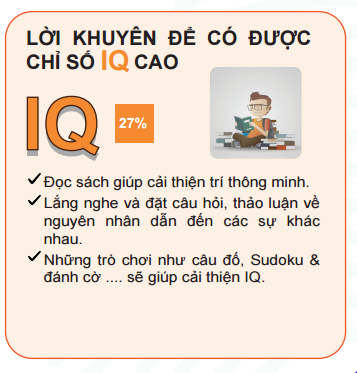 LỜI KHUYÊN ĐỂ CÓ ĐƯỢC
CHỈ SỐ IQ CAO
IQ
27%
Đọc sách giúp cải thiện trí thông minh.
Lắng nghe và đặt câu hỏi, thảo luận về
nguyên nhân dẫn đến các sự khác
nhau.
Những trò chơi như câu đố, Sudoku &
đánh cờ .... sẽ giúp cải thiện IQ.